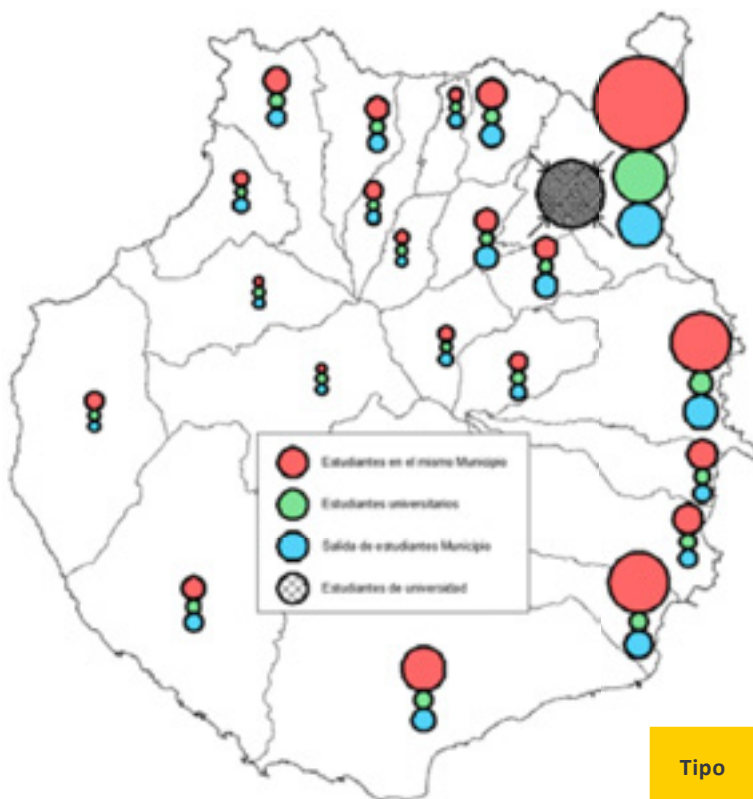 Estudiantes en el mismo Municipio
Estudiantes universitarios
Salida de estudiantes Municipio
Estudiantes de universidad
Tipo